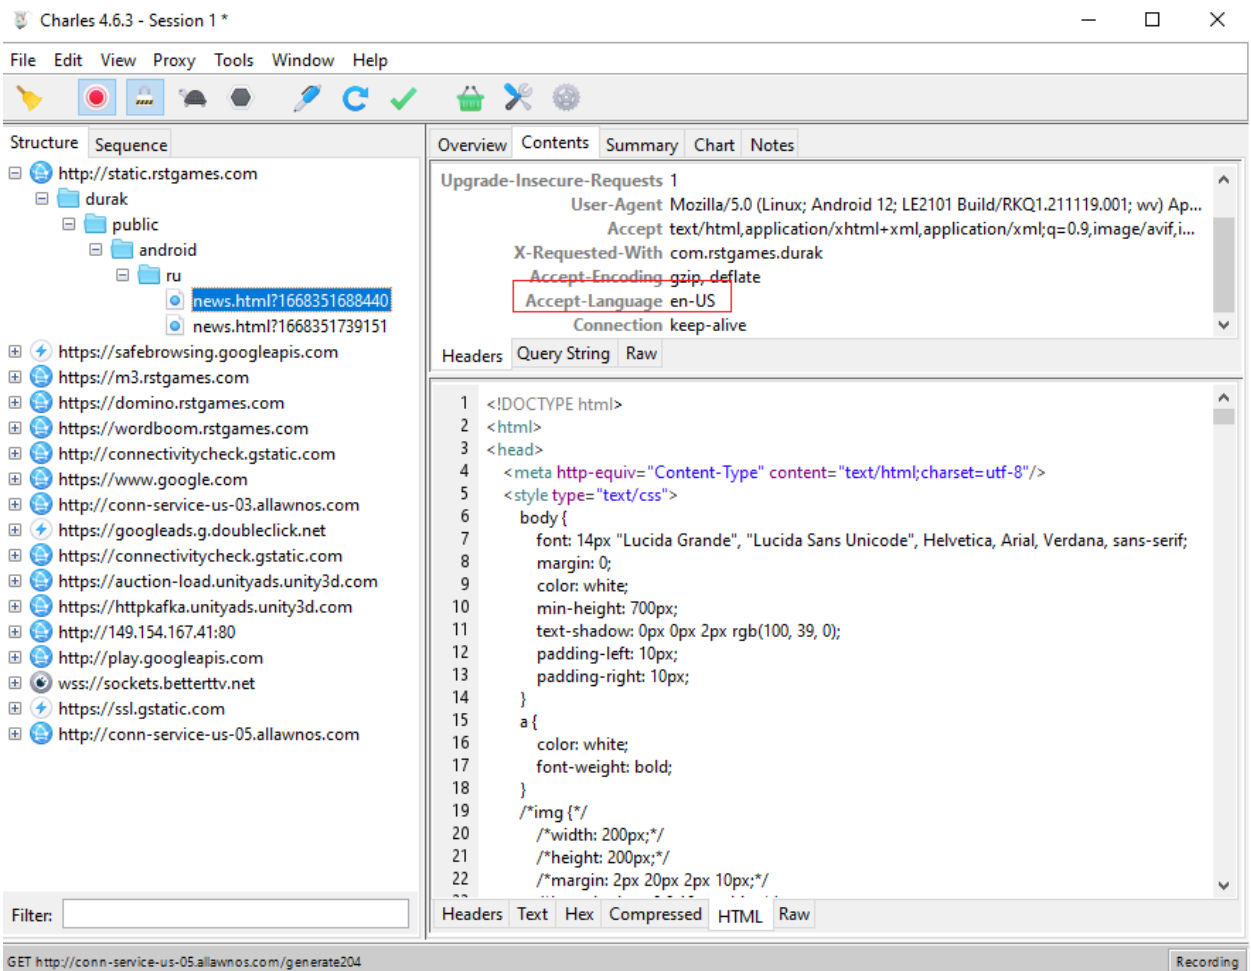 Charles 4.6.3 - Session 1 *
File Edit View Proxy Tools Window Help
Structure Sequence
http://static.rstgames.com
durak
public
android
ru
news.html?1668351688440
news.html?1668351739151
https://safebrowsing.googleapis.com
https://m3.rstgames.com
https://domino.rstgames.com
https://wordboom.rstgames.com
http://connectivitycheck.gstatic.com
https://www.google.com
http://conn-service-us-03.allawnos.com
https://googleads.g.doubleclick.net
https://connectivitycheck.gstatic.com
https://auction-load.unityads.unity3d.com
https://httpkafka.unityads.unity3d.com
http://149.154.167.41:80
http://play.googleapis.com
wss://sockets.betterttv.net
https://ssl.gstatic.com
http://conn-service-us-05.allawnos.com
Filter:
Overview Contents Summary Chart Notes
Upgrade-Insecure-Requests 1
User-Agent Mozilla/5.0 (Linux; Android 12; LE2101 Build/RKQ1.211119.001; wv) Ap...
Accept text/html,application/xhtml+xml,application/xml;q=0.9,image/avif,i...
X-Requested-With com.rstgames.durak
Accept-Encoding gzip, deflate
Accept-Language en-US
Connection keep-alive
Headers Query String Raw
1 <!DOCTYPE html>
2 <html>
3 <head>
4 <meta http-equiv="Content-Type" content="text/html;charset=utf-8"/>
5 <style type="text/css">
6 body {
7 font: 14px "Lucida Grande", "Lucida Sans Unicode", Helvetica, Arial, Verdana, sans-serif;
8 margin: 0;
9 color: white;
10 min-height: 700px;
11 text-shadow: 0px 0px 2px rgb(100, 39, 0);
12 padding-left: 10px;
13 padding-right: 10px;
14 }
15 a {
16 color: white;
17 font-weight: bold;
18 }
19 /*img {*/
20 /*width: 200px;*/
21 /*height: 200px;*/
22 /*margin: 2px 20px 2px 10px;*/
Headers Text Hex Compressed HTML Raw
GET http://conn-service-us-05.allawnos.com/generate204
Recording